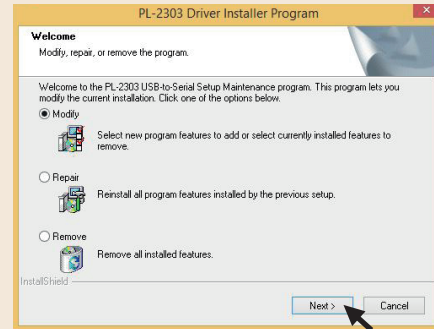 PL-2303 Driver Installer Program
Welcome
Modify, repair, or remove the program.
Welcome to the PL-2303 USB-to-Serial Setup Maintenance program. This program lets you
modify the current installation. Click one of the options below.
Modify
Select new program features to add or select currently installed features to
remove.
Repair
Reinstall all program features installed by the previous setup.
Remove
Remove all installed features.
InstallShield
Next >
Cancel